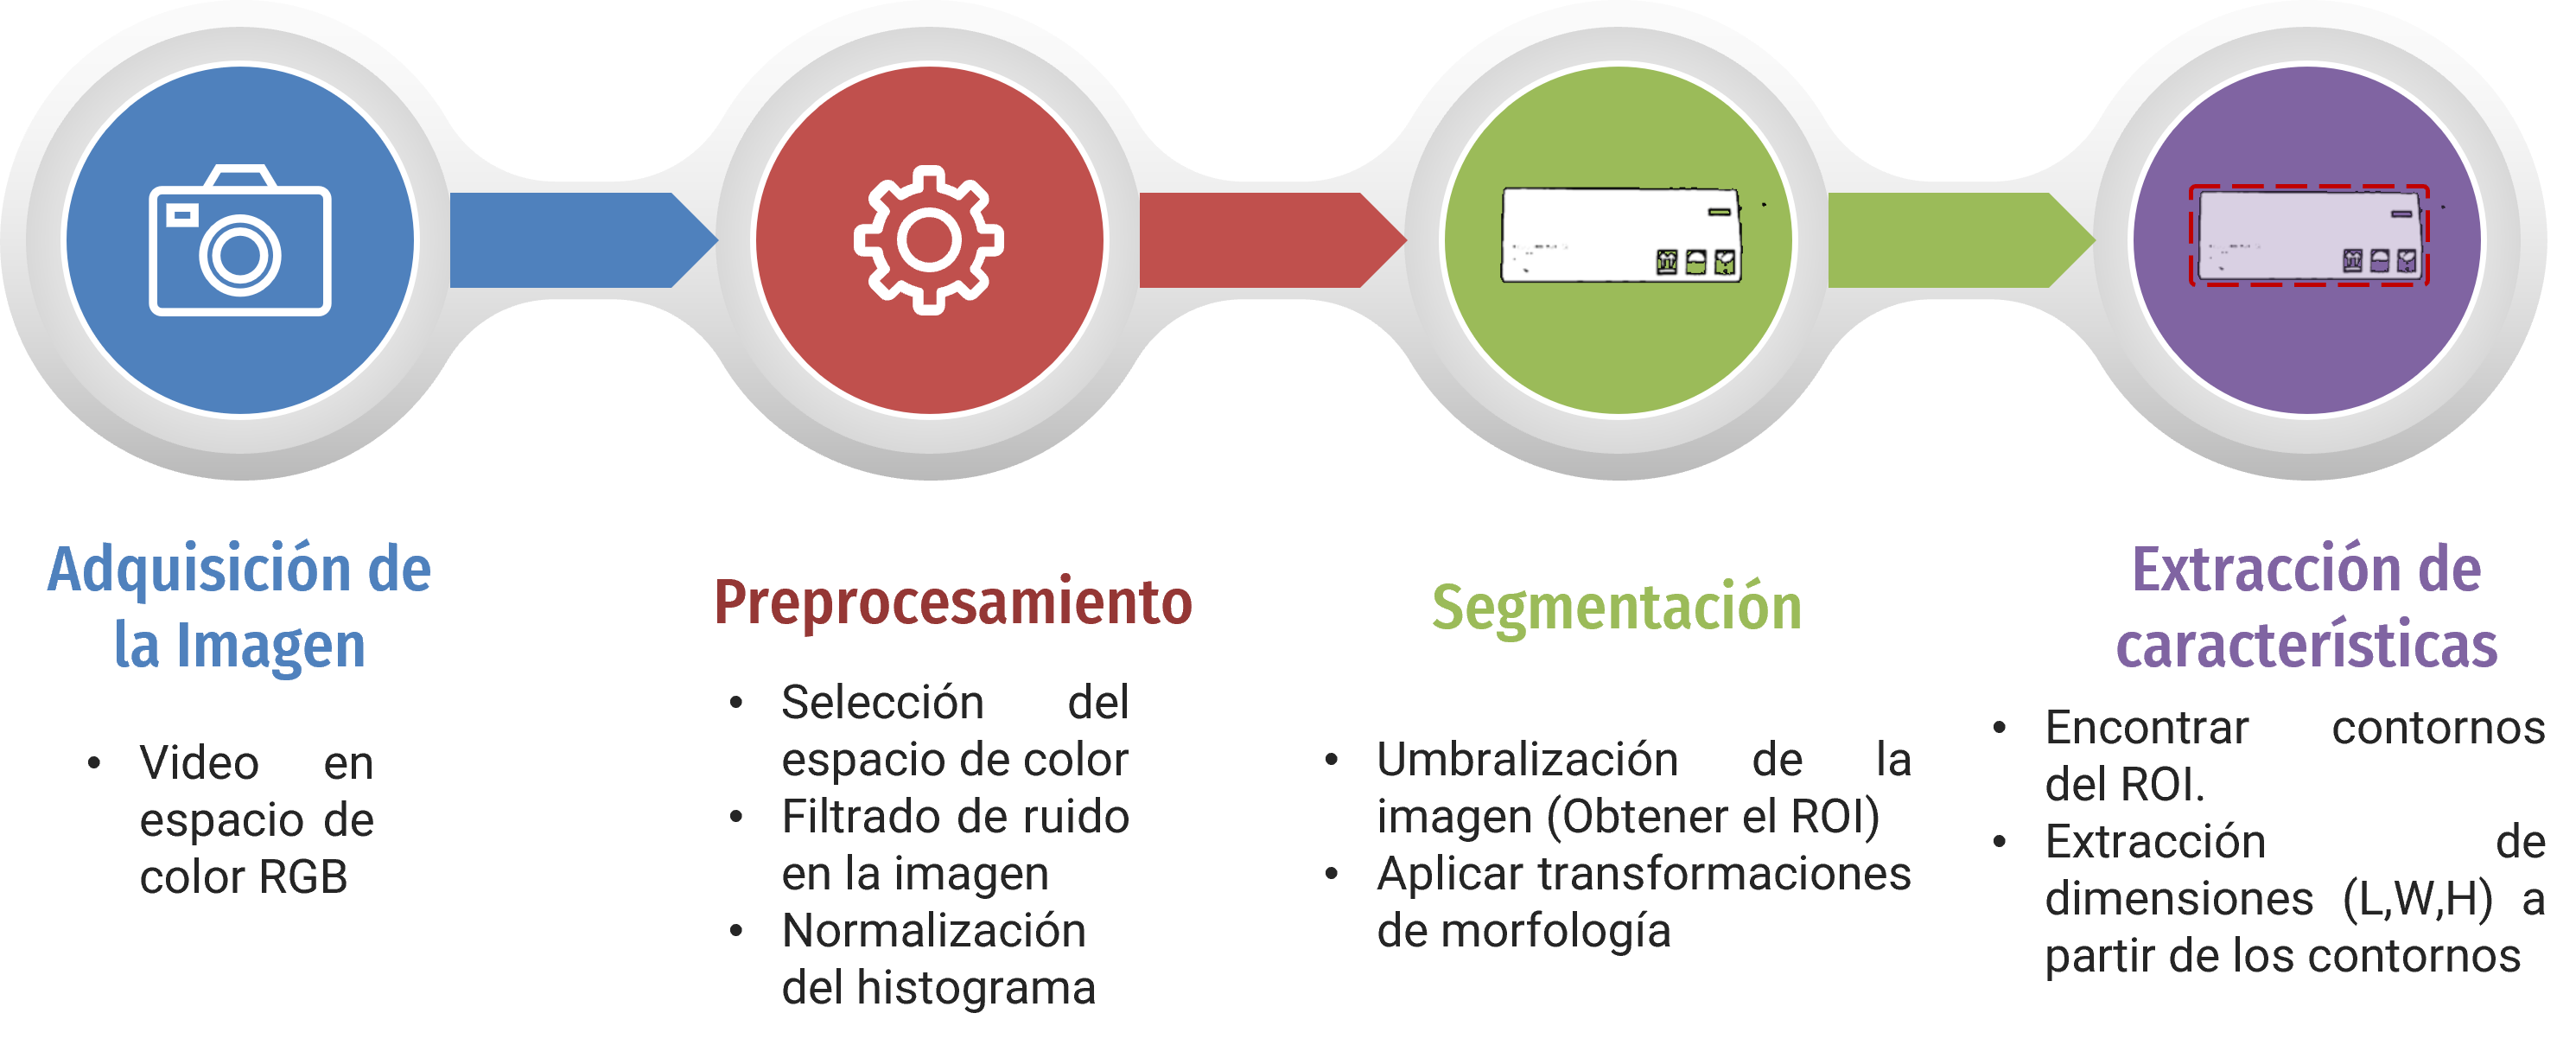 Adquisición de
la Imagen
• Video en
espacio de
color RGB
Preprocesamiento
• Selección del
espacio de color
• Filtrado de ruido
en la imagen
• Normalización
del histograma
Segmentación
• Umbralización de la
imagen (Obtener el ROI)
• Aplicar transformaciones
de morfología
Extracción de
características
• Encontrar contornos
del ROI.
• Extracción de
dimensiones (L,W,H) a
partir de los contornos